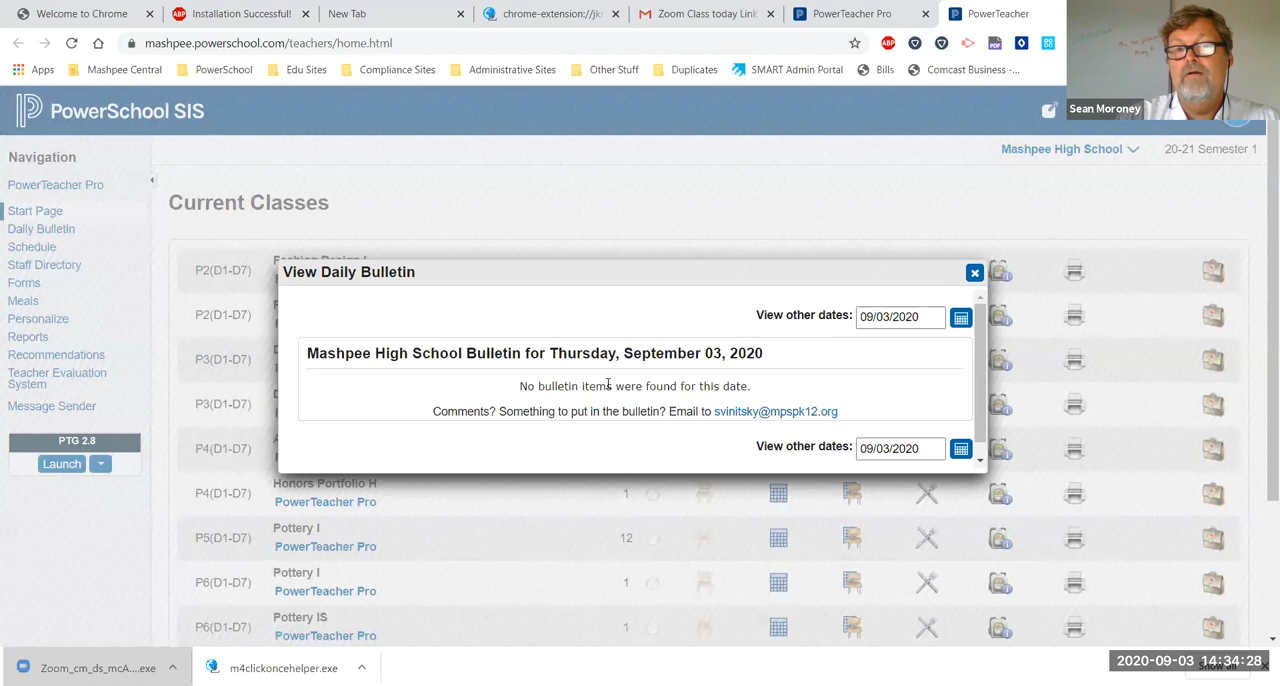 Welcome to Chrome
Installation Successful!
New Tab
chrome-extension://jkr
Zoom Class today Link
PowerTeacher Pro
PowerTeacher
mashpee.powerschool.com/teachers/home.html
Apps
Mashpee Central
PowerSchool
Edu Sites
Compliance Sites
Administrative Sites
Other Stuff
Duplicates
SMART Admin Portal
Bills
Comcast Business -...
Sean Moroney
PowerSchool SIS
Mashpee High School
20-21 Semester 1
Navigation
PowerTeacher Pro
Start Page
Daily Bulletin
Schedule
Staff Directory
Forms
Meals
Personalize
Reports
Recommendations
Teacher Evaluation
System
Message Sender
PTG 2.8
Launch
Current Classes
P2(D1-D7)
P2(D1-D7)
P3(D1-D7)
P3(D1-D7)
P4(D1-D7)
View Daily Bulletin
View other dates: 09/03/2020
Mashpee High School Bulletin for Thursday, September 03, 2020
No bulletin items were found for this date.
Comments? Something to put in the bulletin? Email to svinitsky@mpspk12.org
View other dates: 09/03/2020
P4(D1-D7) Honors Portfolio H 1
PowerTeacher Pro
P5(D1-D7) Pottery I 12
PowerTeacher Pro
P6(D1-D7) Pottery I 1
PowerTeacher Pro
P6(D1-D7) Pottery IS 1
PowerTeacher Pro
Zoom_cm_ds_mcA....exe
m4clickoncehelper.exe
2020-09-03 14:34:28